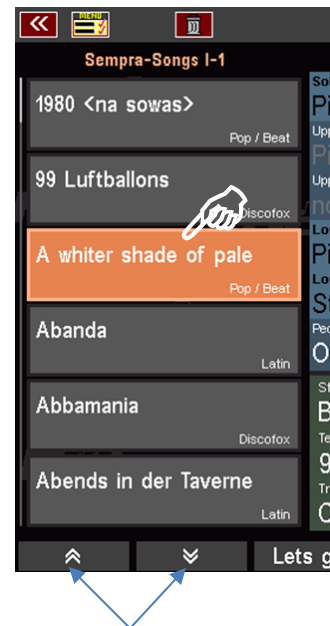 MENU
Sempra-Songs I-1
1980 <na sowas>
Pop / Beat
99 Luftballons
Discofox
A whiter shade of pale
Pop / Beat
Abanda
Latin
Abbamania
Discofox
Abends in der Taverne
Latin
Lets g